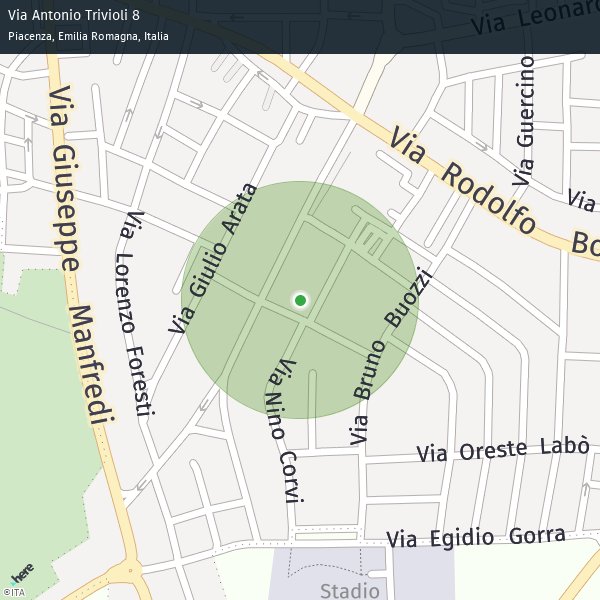 Via Antonio Trivioli 8
Piacenza, Emilia Romagna, Italia
Via Leonardo
Via Guercino
Via Giuseppe Manfredi
Via Rodolfo Bo
Via
Via Giulio Arata
Via Lorenzo Foresti
Via Bruno Buozzi
Via Nino Corvi
Via Oreste Labò
Via Egidio Gorra
Stadio
here
©ITA